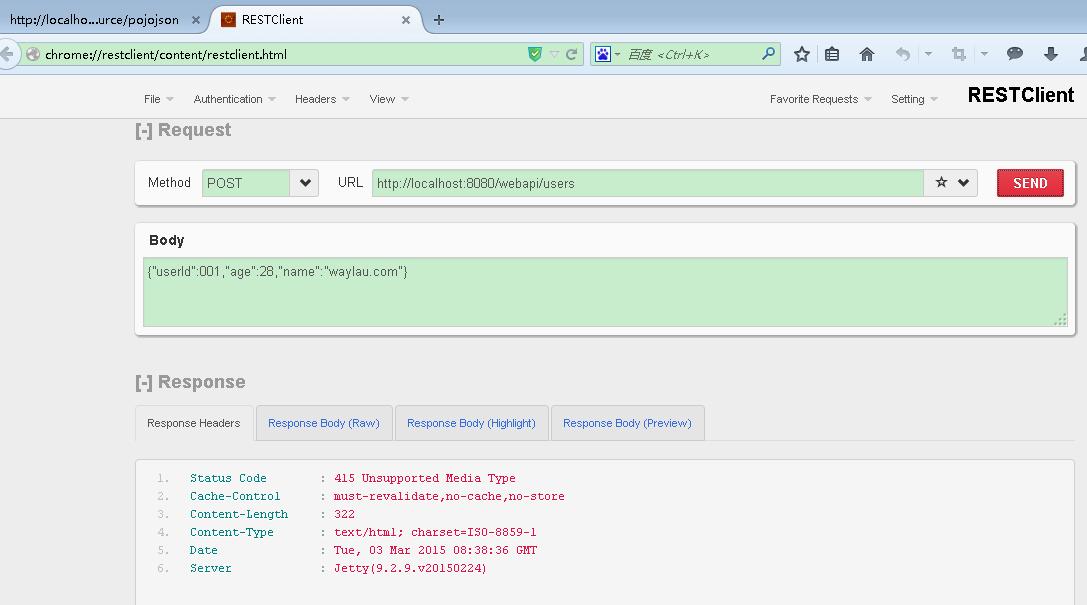 http://localho...urce/pojojson
RESTClient
chrome://restclient/content/restclient.html
百度 <Ctrl+K>
File
Authentication
Headers
View
Favorite Requests
Setting
RESTClient
[-] Request
Method
POST
URL
http://localhost:8080/webapi/users
SEND
Body
{"userId":001,"age":28,"name":"waylau.com"}
[-] Response
Response Headers
Response Body (Raw)
Response Body (Highlight)
Response Body (Preview)
1. Status Code : 415 Unsupported Media Type
2. Cache-Control : must-revalidate,no-cache,no-store
3. Content-Length : 322
4. Content-Type : text/html; charset=ISO-8859-1
5. Date : Tue, 03 Mar 2015 08:38:36 GMT
6. Server : Jetty(9.2.9.v20150224)